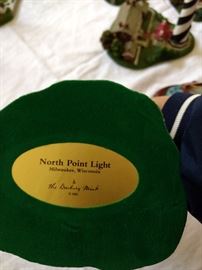 North Point Light
Milwaukee, Wisconsin
&
The Danbury Mint